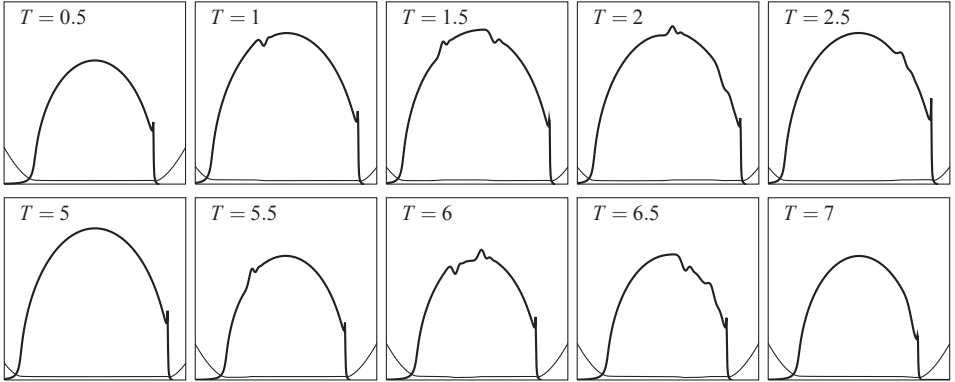 T = 0.5
T = 1
T = 1.5
T = 2
T = 2.5
T = 5
T = 5.5
T = 6
T = 6.5
T = 7